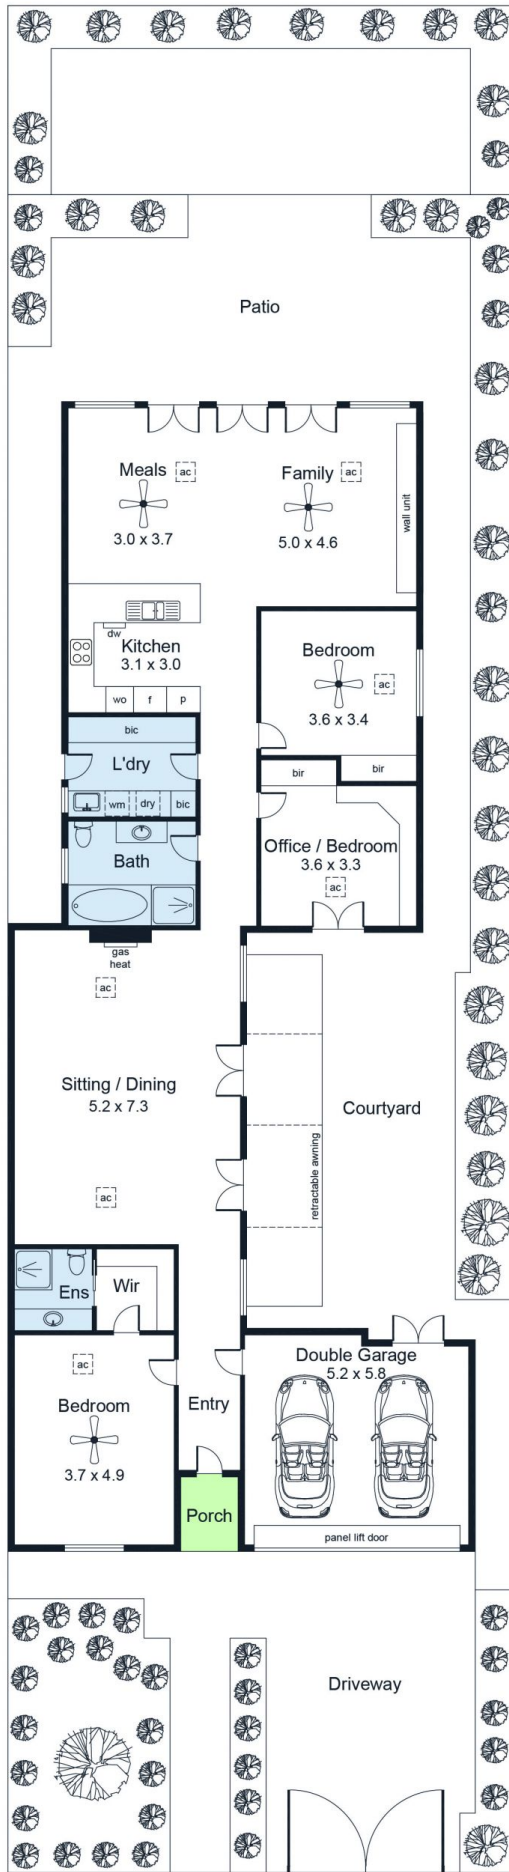 Patio
Meals
ac
3.0 x 3.7
Family
ac
5.0 x 4.6
wall unit
dw
Kitchen
3.1 x 3.0
wo
f
p
Bedroom
ac
3.6 x 3.4
bir
bir
bic
L'dry
wm
dry
bic
Bath
Office / Bedroom
3.6 x 3.3
ac
gas
heat
ac
Sitting / Dining
5.2 x 7.3
ac
Courtyard
retractable awning
Ens
Wir
ac
Bedroom
3.7 x 4.9
Entry
Porch
Double Garage
5.2 x 5.8
panel lift door
Driveway